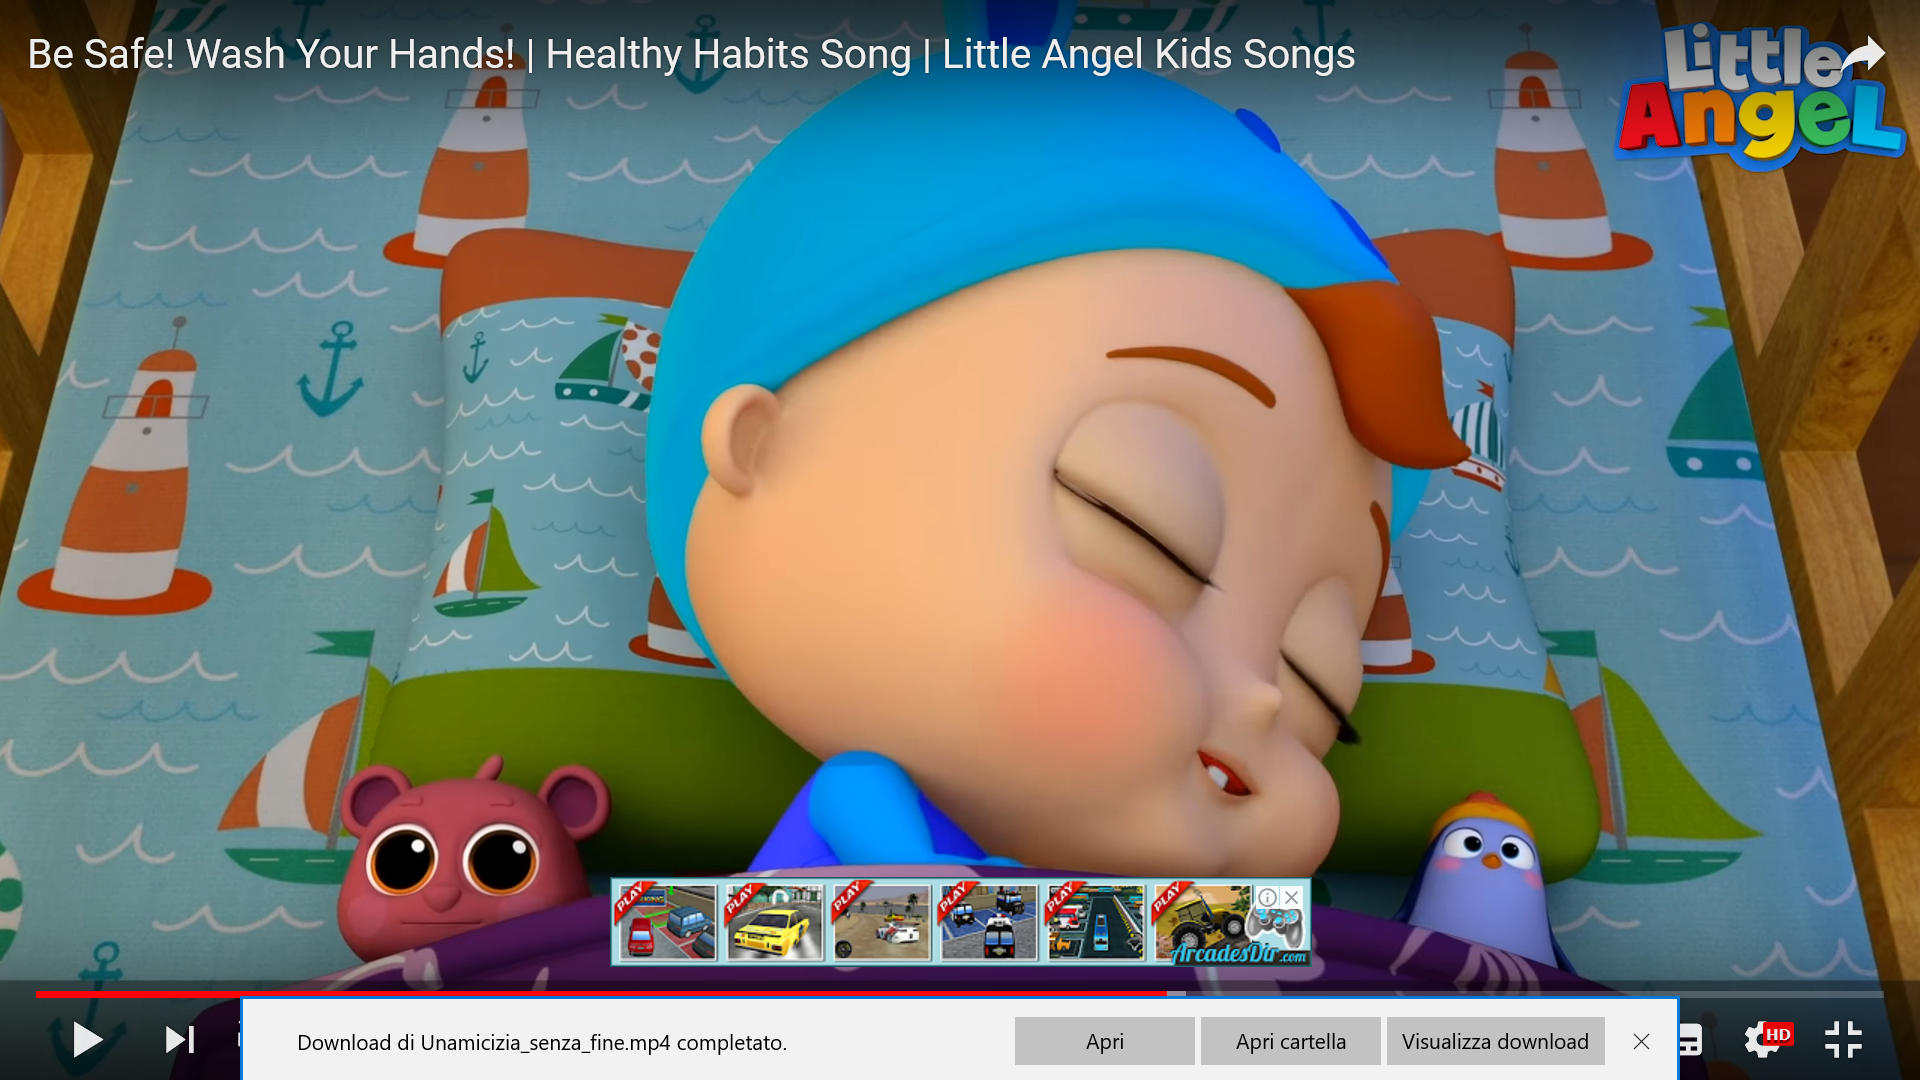 Be Safe! Wash Your Hands! | Healthy Habits Song | Little Angel Kids Songs
Little
Angel
PLAY PLAY PLAY PLAY PLAY PLAY
ArcadesDir.com
HD
Download di Unamicizia_senza_fine.mp4 completato.
Apri
Apri cartella
Visualizza download